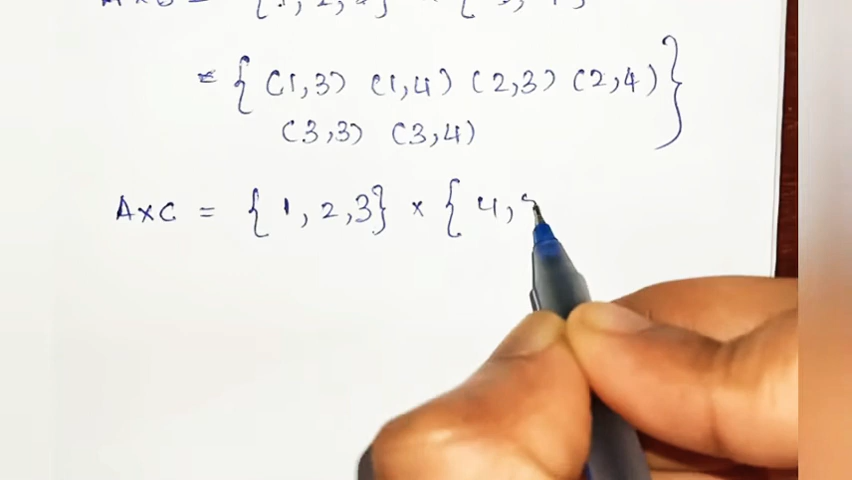 = { (1,3) (1,4) (2,3) (2,4) }
(3,3) (3,4)
A×C = { 1, 2, 3 } × { 4,